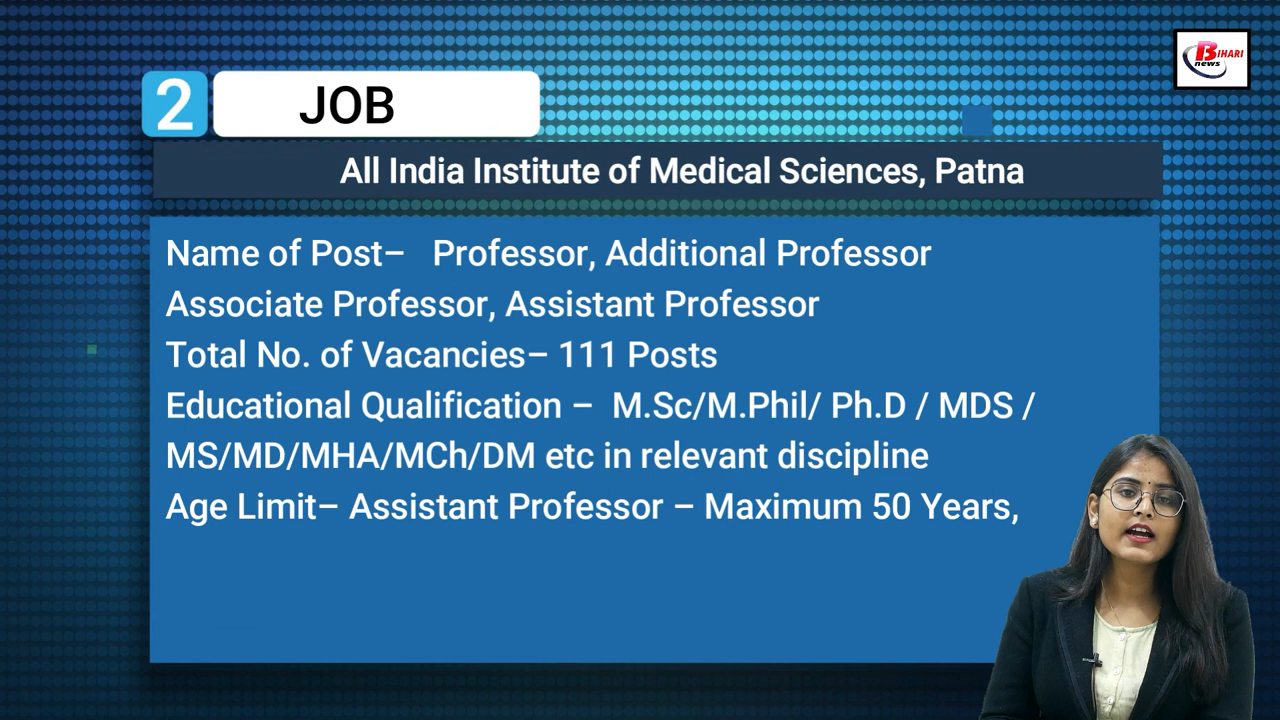 BIHARI
news
2 JOB
All India Institute of Medical Sciences, Patna
Name of Post– Professor, Additional Professor
Associate Professor, Assistant Professor
Total No. of Vacancies– 111 Posts
Educational Qualification – M.Sc/M.Phil/ Ph.D / MDS /
MS/MD/MHA/MCh/DM etc in relevant discipline
Age Limit– Assistant Professor – Maximum 50 Years,